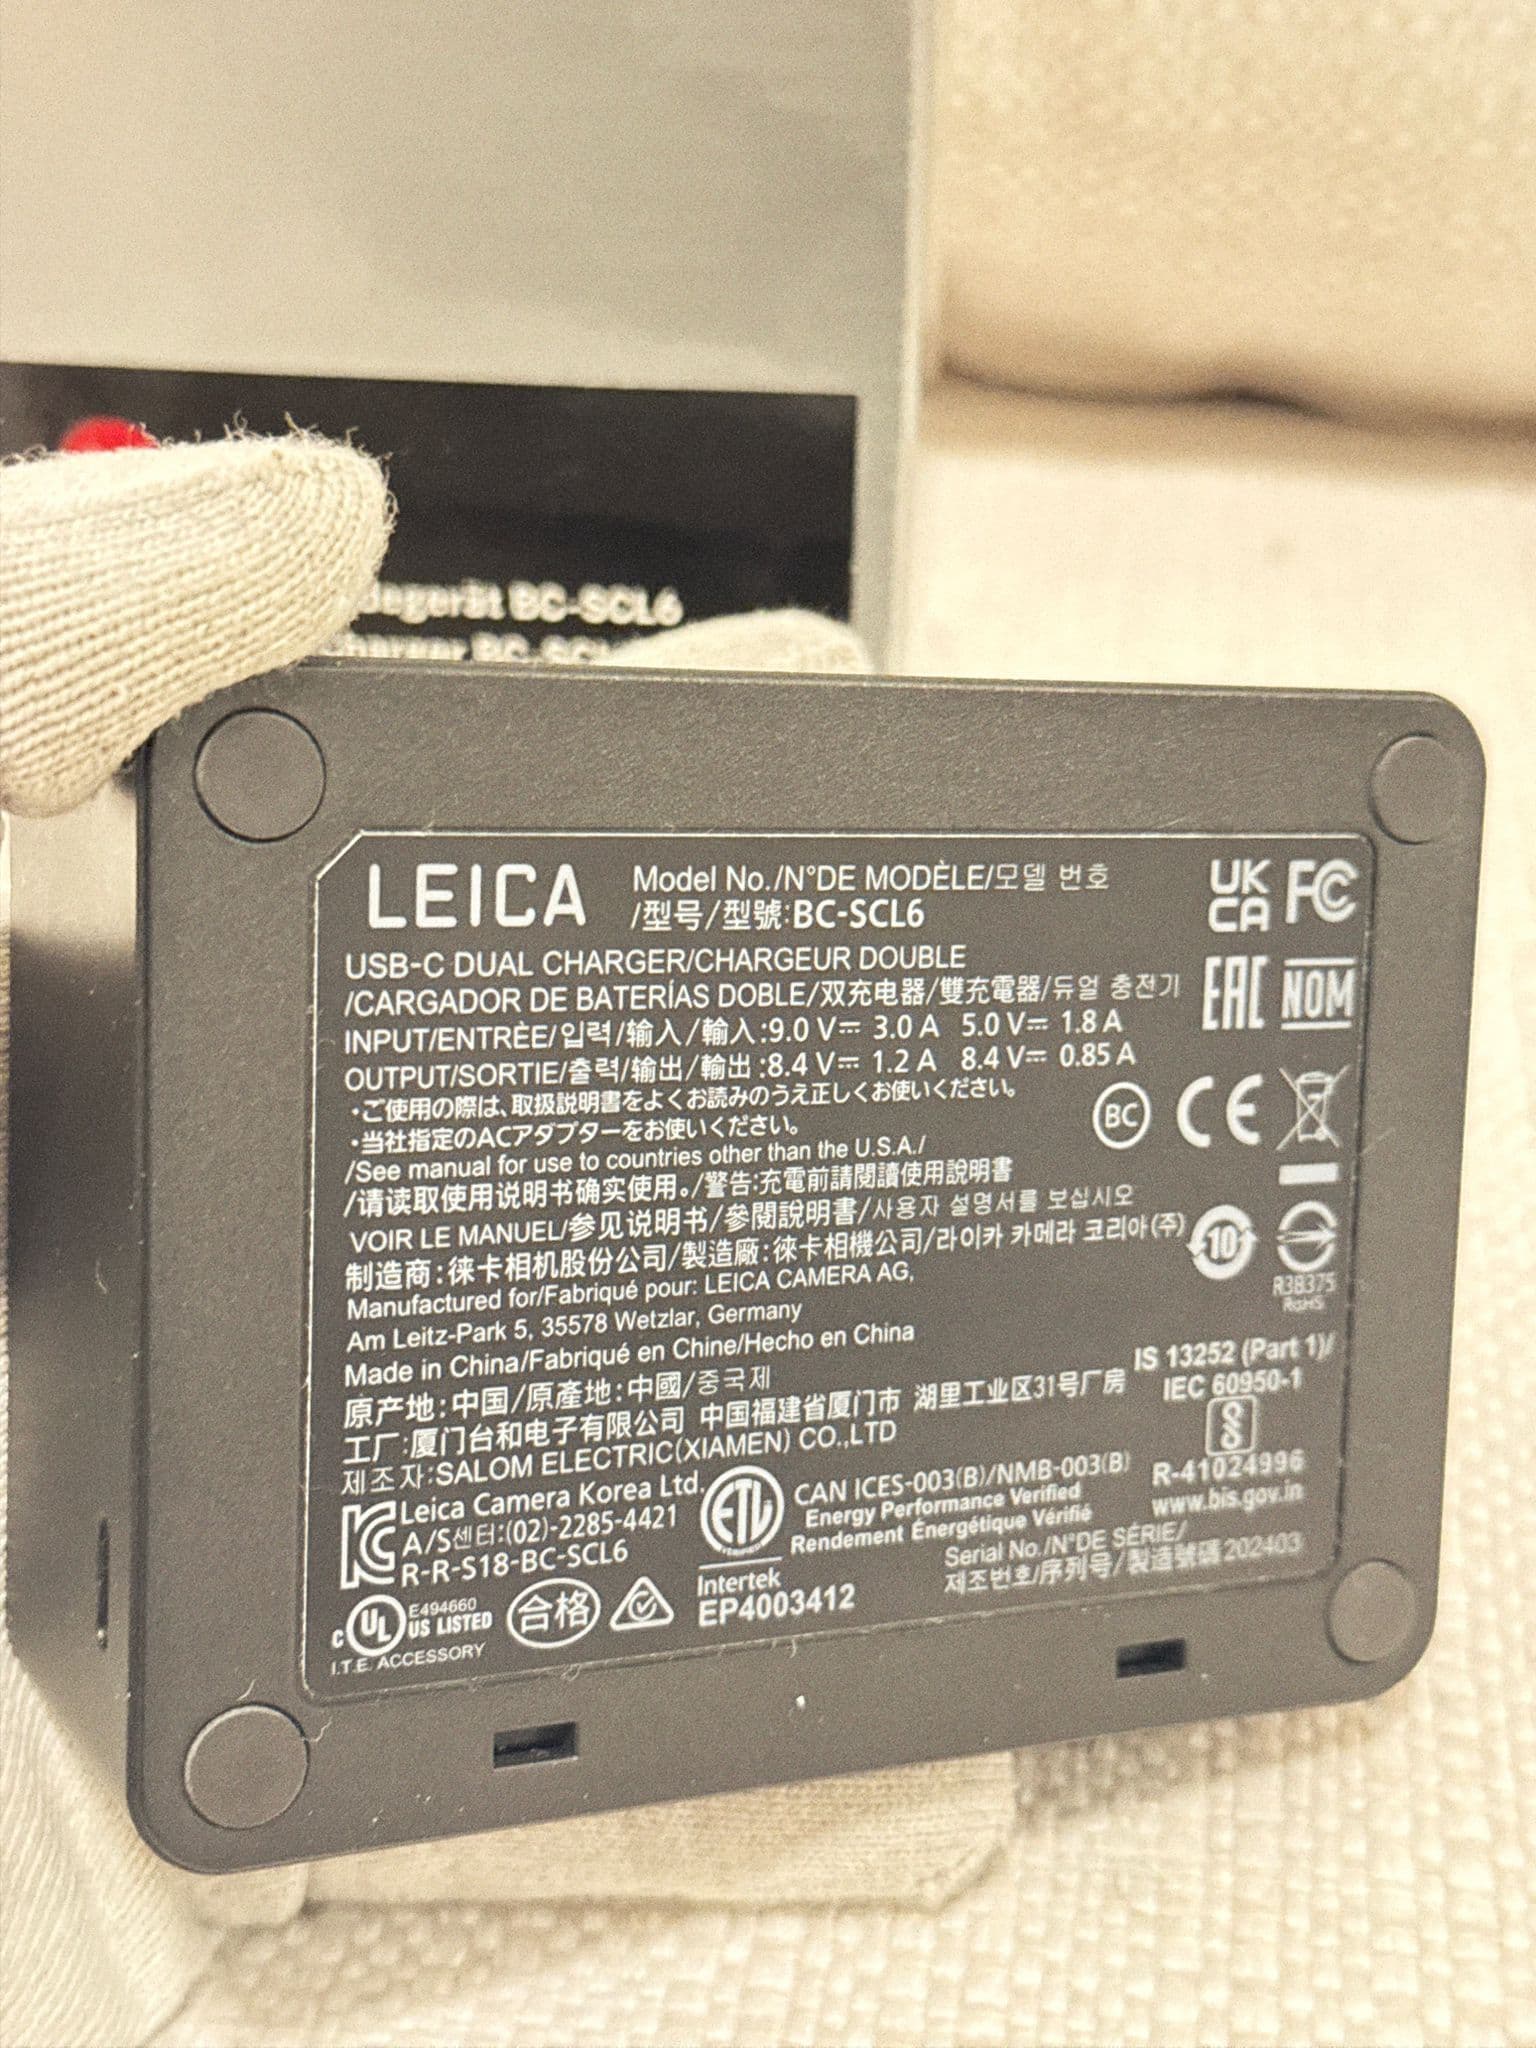 BC-SCL6
LEICA
Model No./N°DE MODÈLE/모델 번호
/型号/型號:BC-SCL6
UK
CA
FC
USB-C DUAL CHARGER/CHARGEUR DOUBLE
/CARGADOR DE BATERÍAS DOBLE/双充电器/雙充電器/듀얼 충전기
EAC
NOM
INPUT/ENTRÈE/입력/输入/輸入:9.0 V⎓ 3.0 A 5.0 V⎓ 1.8 A
OUTPUT/SORTIE/출력/输出/輸出:8.4 V⎓ 1.2 A 8.4 V⎓ 0.85 A
・ご使用の際は、取扱説明書をよくお読みのうえ正しくお使いください。
・当社指定のACアダプターをお使いください。
BC
CE
/See manual for use to countries other than the U.S.A./
/请读取使用说明书确实使用。/警告:充電前請閱讀使用說明書
VOIR LE MANUEL/参见说明书/參閱說明書/사용자 설명서를 보십시오
制造商:徕卡相机股份公司/製造廠:徠卡相機公司/라이카 카메라 코리아(주)
10
R3B375
RoHS
Manufactured for/Fabriqué pour: LEICA CAMERA AG,
Am Leitz-Park 5, 35578 Wetzlar, Germany
Made in China/Fabriqué en Chine/Hecho en China
原产地:中国/原產地:中國/중국제
工厂:厦门台和电子有限公司 中国福建省厦门市 湖里工业区31号厂房
제조자:SALOM ELECTRIC(XIAMEN) CO.,LTD
IS 13252 (Part 1)/
IEC 60950-1
R-41024996
www.bis.gov.in
Leica Camera Korea Ltd.
A/S센터:(02)-2285-4421
R-R-S18-BC-SCL6
ETL
Intertek
EP4003412
CAN ICES-003(B)/NMB-003(B)
Energy Performance Verified
Rendement Énergétique Vérifié
Serial No./N°DE SÉRIE/
제조번호/序列号/製造號碼 202403
c UL E494660
US LISTED
I.T.E. ACCESSORY
合格